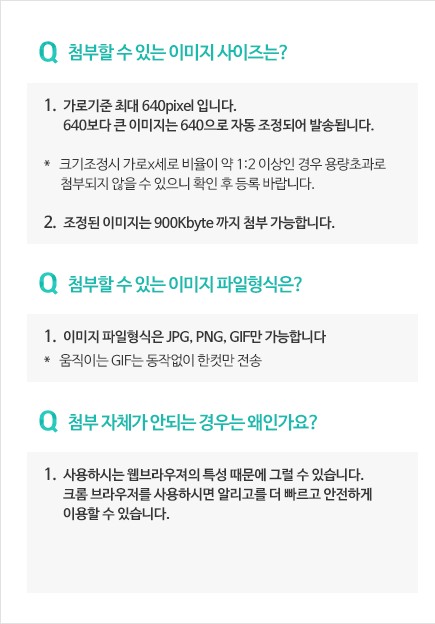 Q 첨부할 수 있는 이미지 사이즈는?
1. 가로기준 최대 640pixel 입니다.
640보다 큰 이미지는 640으로 자동 조정되어 발송됩니다.
* 크기조정시 가로x세로 비율이 약 1:2 이상인 경우 용량초과로
첨부되지 않을 수 있으니 확인 후 등록 바랍니다.
2. 조정된 이미지는 900Kbyte 까지 첨부 가능합니다.
Q 첨부할 수 있는 이미지 파일형식은?
1. 이미지 파일형식은 JPG, PNG, GIF만 가능합니다
* 움직이는 GIF는 동작없이 한컷만 전송
Q 첨부 자체가 안되는 경우는 왜인가요?
1. 사용하시는 웹브라우져의 특성 때문에 그럴 수 있습니다.
크롬 브라우저를 사용하시면 알리고를 더 빠르고 안전하게
이용할 수 있습니다.